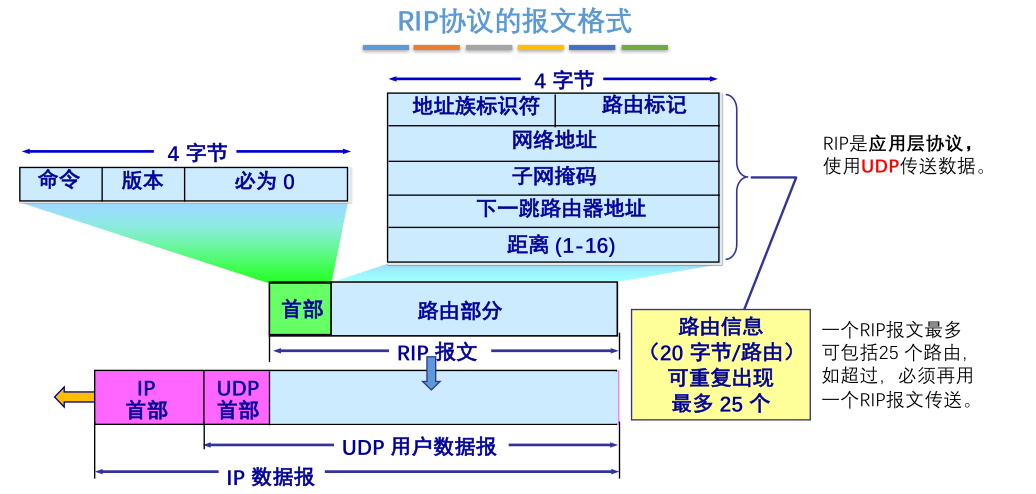 RIP协议的报文格式
4 字节
地址族标识符
路由标记
网络地址
子网掩码
下一跳路由器地址
距离 (1-16)
4 字节
命令
版本
必为 0
RIP是应用层协议，
使用UDP传送数据。
首部
路由部分
RIP 报文
路由信息
（20 字节/路由）
可重复出现
最多 25 个
一个RIP报文最多
可包括25 个路由，
如超过，必须再用
一个RIP报文传送。
IP
首部
UDP
首部
UDP 用户数据报
IP 数据报